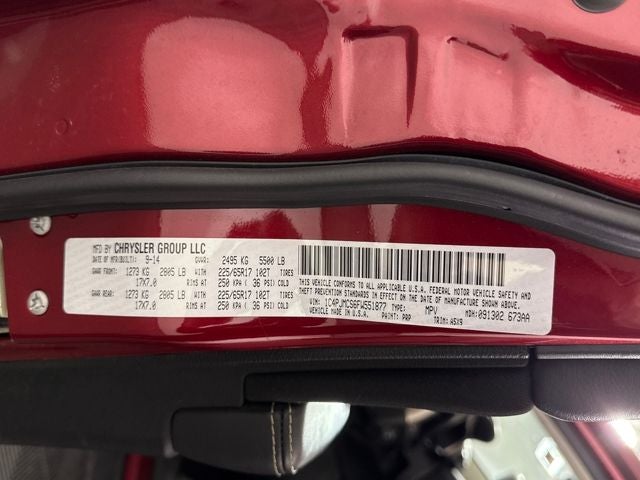 MFD BY CHRYSLER GROUP LLC
DATE OF MFR(BUILT): 9-14 GVWR: 2495 KG 5500 LB
GAWR FRONT: 1273 KG 2805 LB WITH 225/65R17 102T TIRES
17X7.0 RIMS AT 250 KPA ( 36 PSI) COLD
GAWR REAR: 1273 KG 2805 LB WITH 225/65R17 102T TIRES
17X7.0 RIMS AT 250 KPA ( 36 PSI) COLD
THIS VEHICLE CONFORMS TO ALL APPLICABLE U.S.A. FEDERAL MOTOR VEHICLE SAFETY AND
THEFT PREVENTION STANDARDS IN EFFECT ON THE DATE OF MANUFACTURE SHOWN ABOVE.
VIN: 1C4PJMCS6FW551877 TYPE: MPV MDH:091302 673AA
VEHICLE MADE IN U.S.A. PAINT: PRP TRIM: A5X9